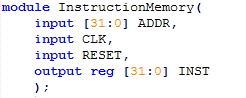 module InstructionMemory(
input [31:0] ADDR,
input CLK,
input RESET,
output reg [31:0] INST
);